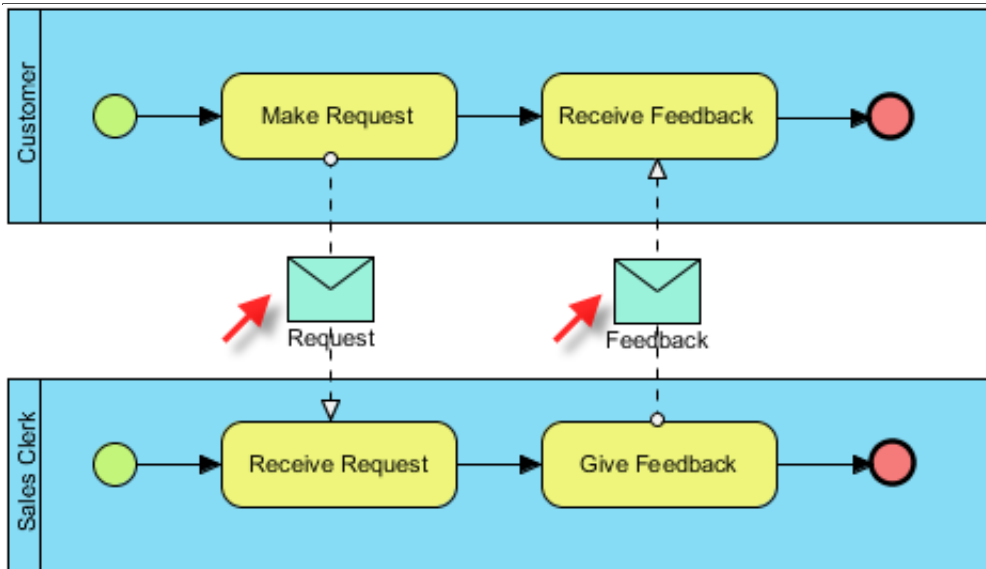 Customer
Make Request
Receive Feedback
Request
Feedback
Sales Clerk
Receive Request
Give Feedback